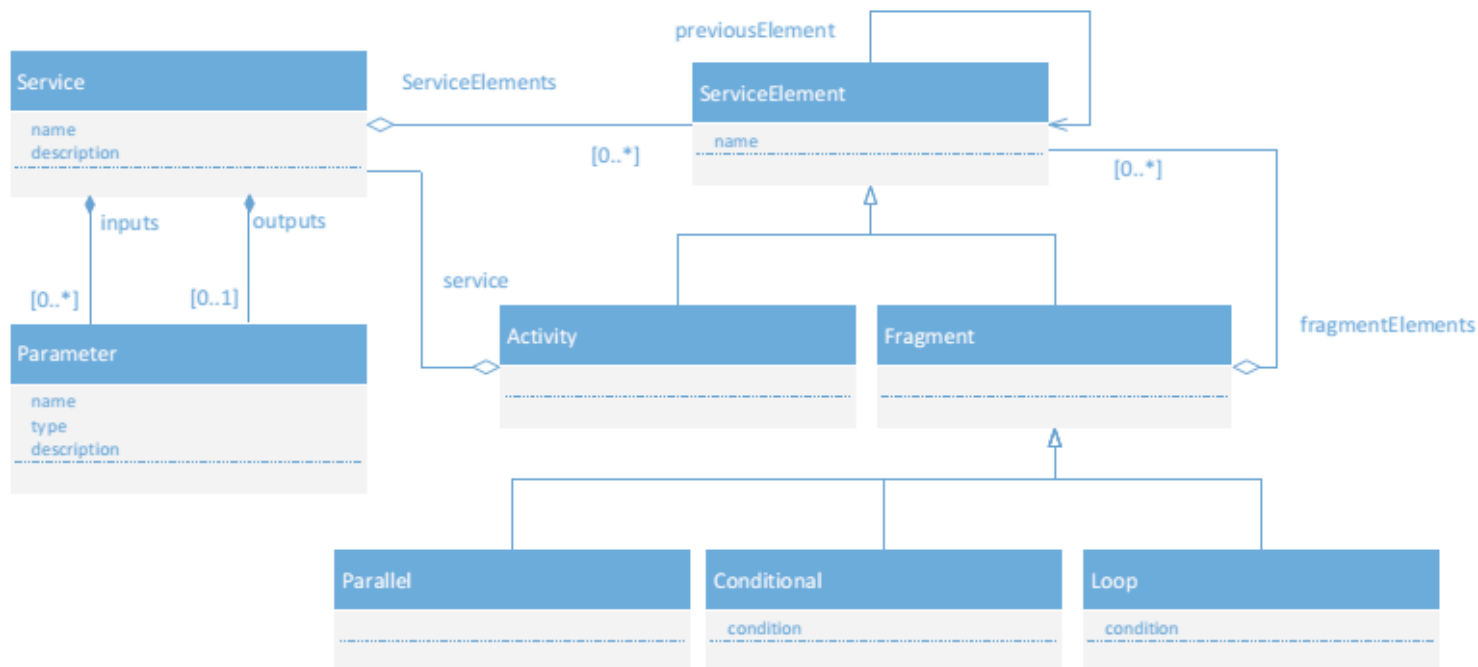 previousElement
Service
ServiceElements
ServiceElement
name
description
name
[0..*]
[0..*]
inputs
outputs
service
[0..*]
[0..1]
fragmentElements
Parameter
Activity
Fragment
name
type
description
Parallel
Conditional
Loop
condition
condition